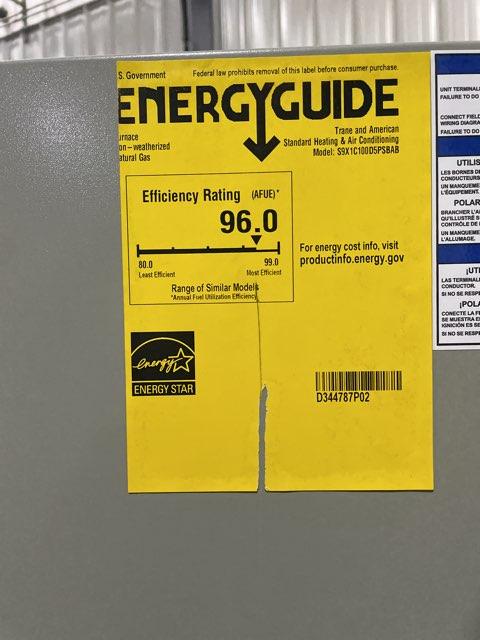 S. Government
Federal law prohibits removal of this label before consumer purchase.
ENERGYGUIDE
urnace
on – weatherized
atural Gas
Trane and American
Standard Heating & Air Conditioning
Model: S9X1C100D5PSBAB
Efficiency Rating (AFUE)*
96.0
80.0
Least Efficient
99.0
Most Efficient
Range of Similar Models
*Annual Fuel Utilization Efficiency
For energy cost info, visit
productinfo.energy.gov
energy
ENERGY STAR
D344787P02
UNIT TERMINAL
FAILURE TO DO
CONNECT FIELD
WIRING DIAGRA
FAILURE TO DO
UTILIS
LES BORNES DE
CONDUCTEURS
UN MANQUEME
L'ÉQUIPEMENT.
POLAR
BRANCHER L'A
QU'ILLUSTRÉ S
CONTRÔLE DE
UN MANQUEME
L'ALLUMAGE.
¡UTI
LAS TERMINAL
CONDUCTOR.
SI NO SE RESPE
¡POLA
CONECTE LA F
SE MUESTRA E
IGNICIÓN ES SE
SI NO SE RESPE